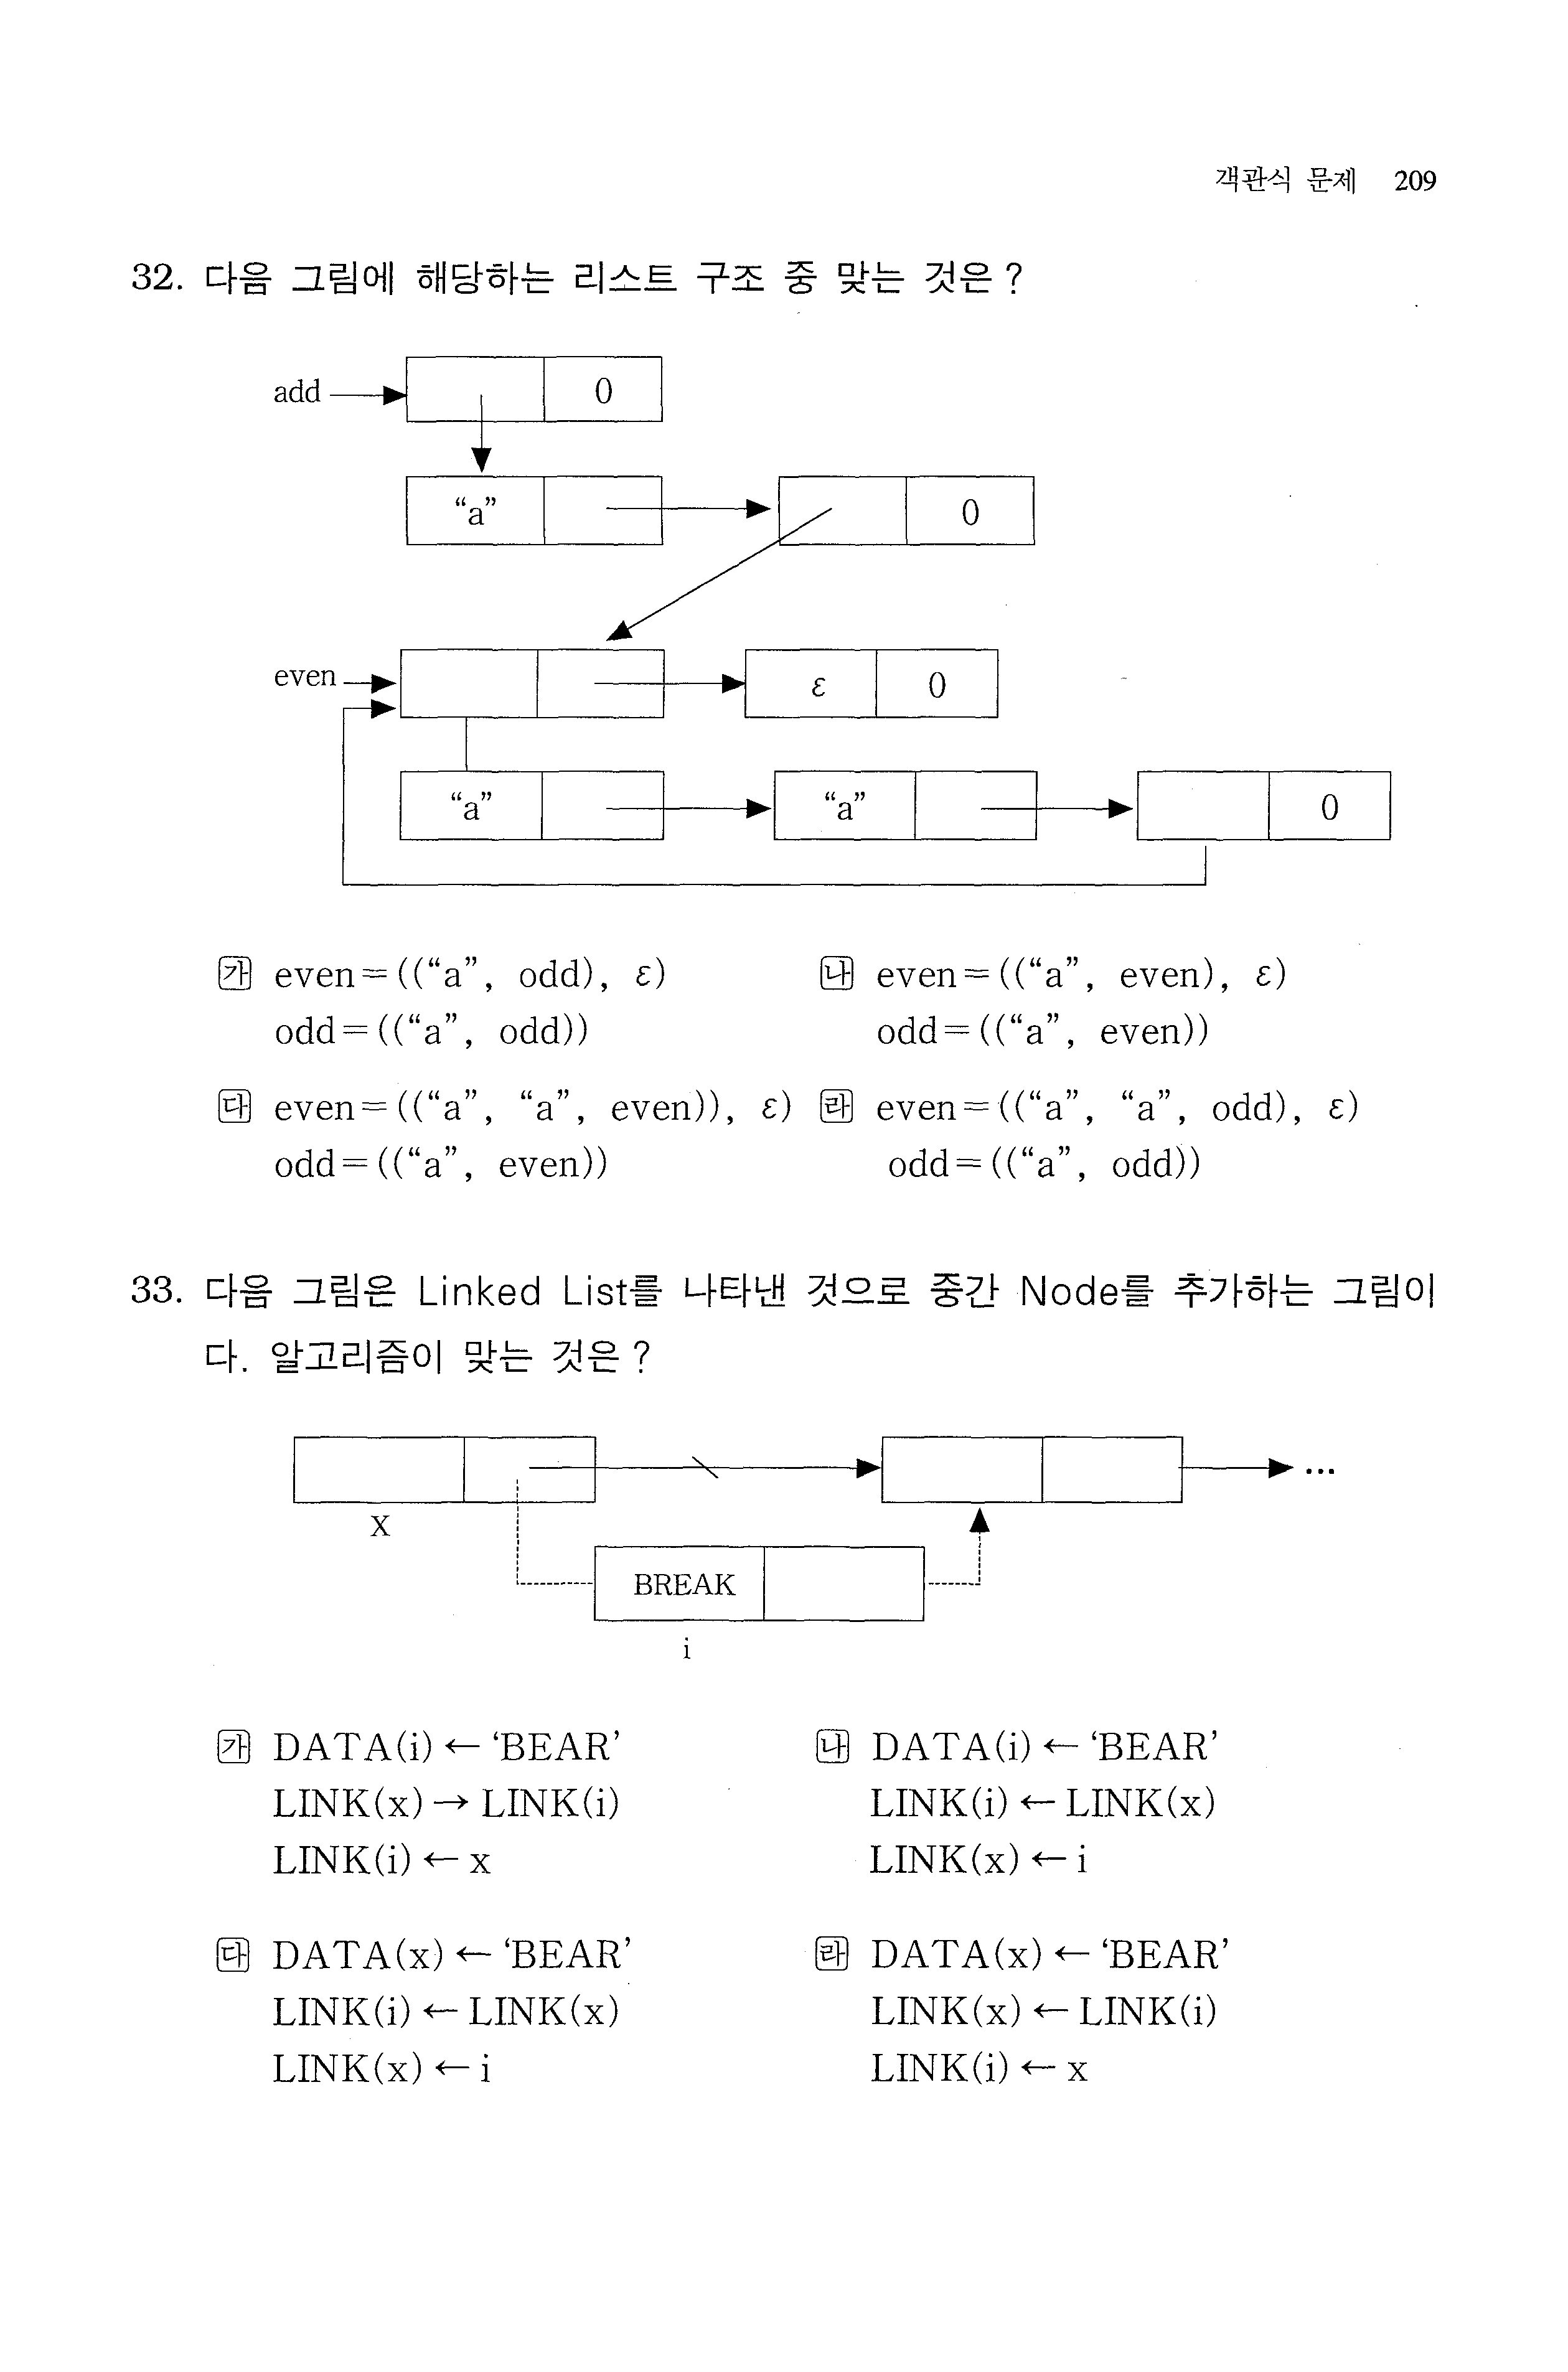 객관식 문제 209
32. 다음 그림에 해당하는 리스트 구조 중 맞는 것은?
add 0
“a” 0
even ε 0
“a” “a” 0
가 even=((“a”, odd), ε) 나 even=((“a”, even), ε)
odd=((“a”, odd)) odd=((“a”, even))
다 even=((“a”, “a”, even)), ε) 라 even=((“a”, “a”, odd), ε)
odd=((“a”, even)) odd=((“a”, odd))
33. 다음 그림은 Linked List를 나타낸 것으로 중간 Node를 추가하는 그림이
다. 알고리즘이 맞는 것은?
...
x
BREAK
i
가 DATA(i)←‘BEAR’ 나 DATA(i)←‘BEAR’
LINK(x)→LINK(i) LINK(i)←LINK(x)
LINK(i)←x LINK(x)←i
다 DATA(x)←‘BEAR’ 라 DATA(x)←‘BEAR’
LINK(i)←LINK(x) LINK(x)←LINK(i)
LINK(x)←i LINK(i)←x